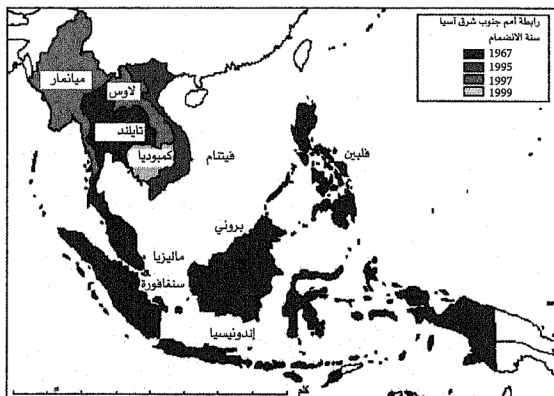 رابطة أمم جنوب شرق آسيا
سنة الانضمام
1967
1995
1997
1999
ميانمار
لاوس
تايلند
كمبوديا
فيتنام
فلبين
بروني
ماليزيا
سنغافورة
إندونيسيا